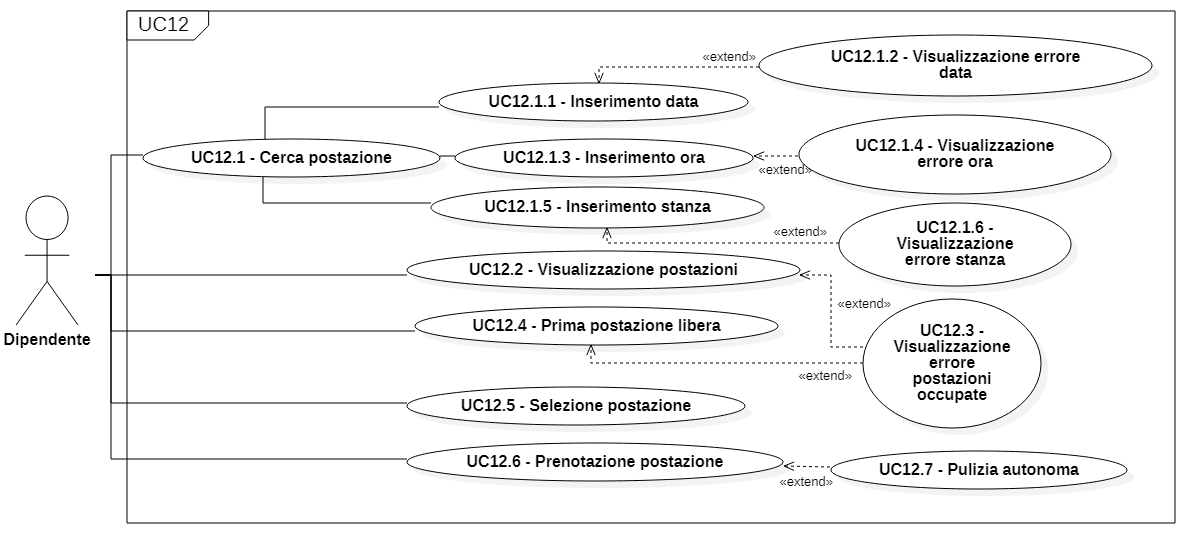 UC12
«extend»
UC12.1.2 - Visualizzazione errore
data
UC12.1.1 - Inserimento data
UC12.1 - Cerca postazione
UC12.1.3 - Inserimento ora
«extend»
UC12.1.4 - Visualizzazione
errore ora
UC12.1.5 - Inserimento stanza
«extend»
UC12.1.6 -
Visualizzazione
errore stanza
UC12.2 - Visualizzazione postazioni
«extend»
UC12.4 - Prima postazione libera
UC12.3 -
Visualizzazione
errore
postazioni
occupate
«extend»
Dipendente
UC12.5 - Selezione postazione
UC12.6 - Prenotazione postazione
«extend»
UC12.7 - Pulizia autonoma